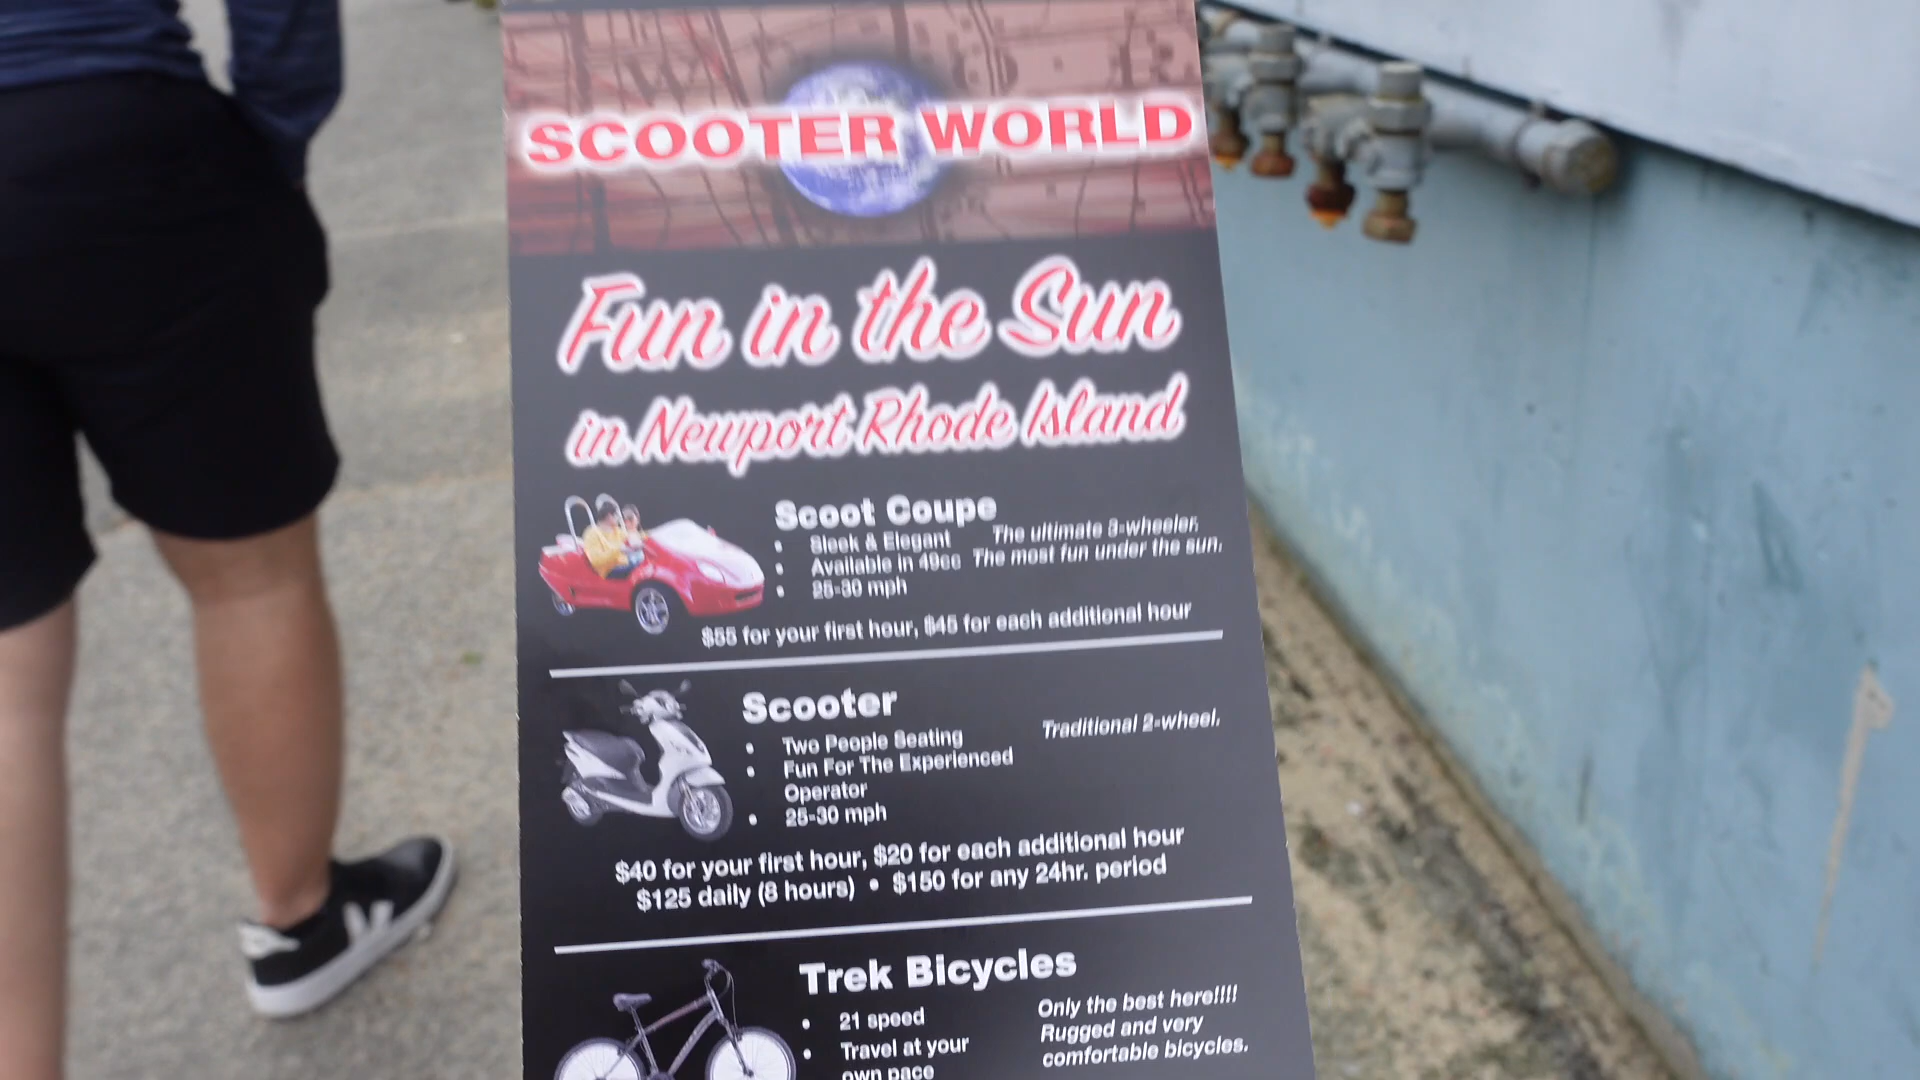 SCOOTER WORLD
Fun in the Sun
in Newport Rhode Island
Scoot Coupe
• Sleek & Elegant
• Available in 49cc
• 25-30 mph
The ultimate 3-wheeler.
The most fun under the sun.
$55 for your first hour, $45 for each additional hour
Scooter
• Two People Seating
• Fun For The Experienced
Operator
• 25-30 mph
Traditional 2-wheel.
$40 for your first hour, $20 for each additional hour
$125 daily (8 hours) • $150 for any 24hr. period
Trek Bicycles
• 21 speed
• Travel at your
own pace
Only the best here!!!!
Rugged and very
comfortable bicycles.